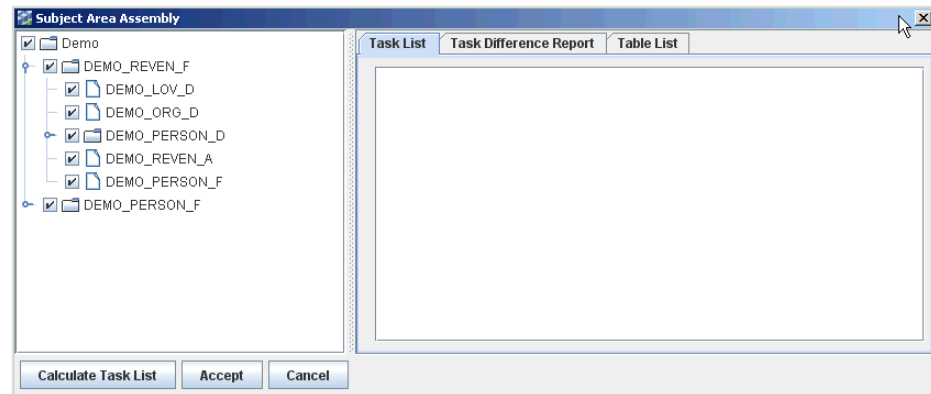 Subject Area Assembly
Demo
DEMO_REVEN_F
DEMO_LOV_D
DEMO_ORG_D
DEMO_PERSON_D
DEMO_REVEN_A
DEMO_PERSON_F
DEMO_PERSON_F
Task List Task Difference Report Table List
Calculate Task List Accept Cancel